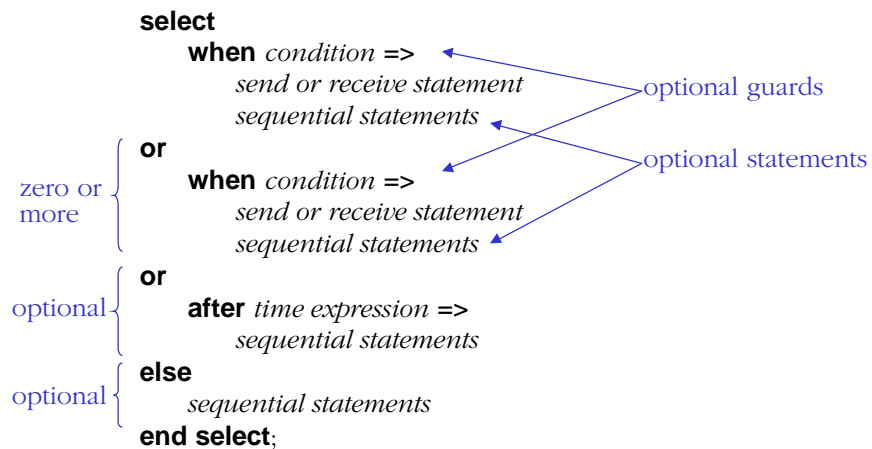 select
when condition =>
send or receive statement
optional guards
sequential statements
or
optional statements
zero or
more
when condition =>
send or receive statement
sequential statements
or
optional
after time expression =>
sequential statements
else
optional
sequential statements
end select;